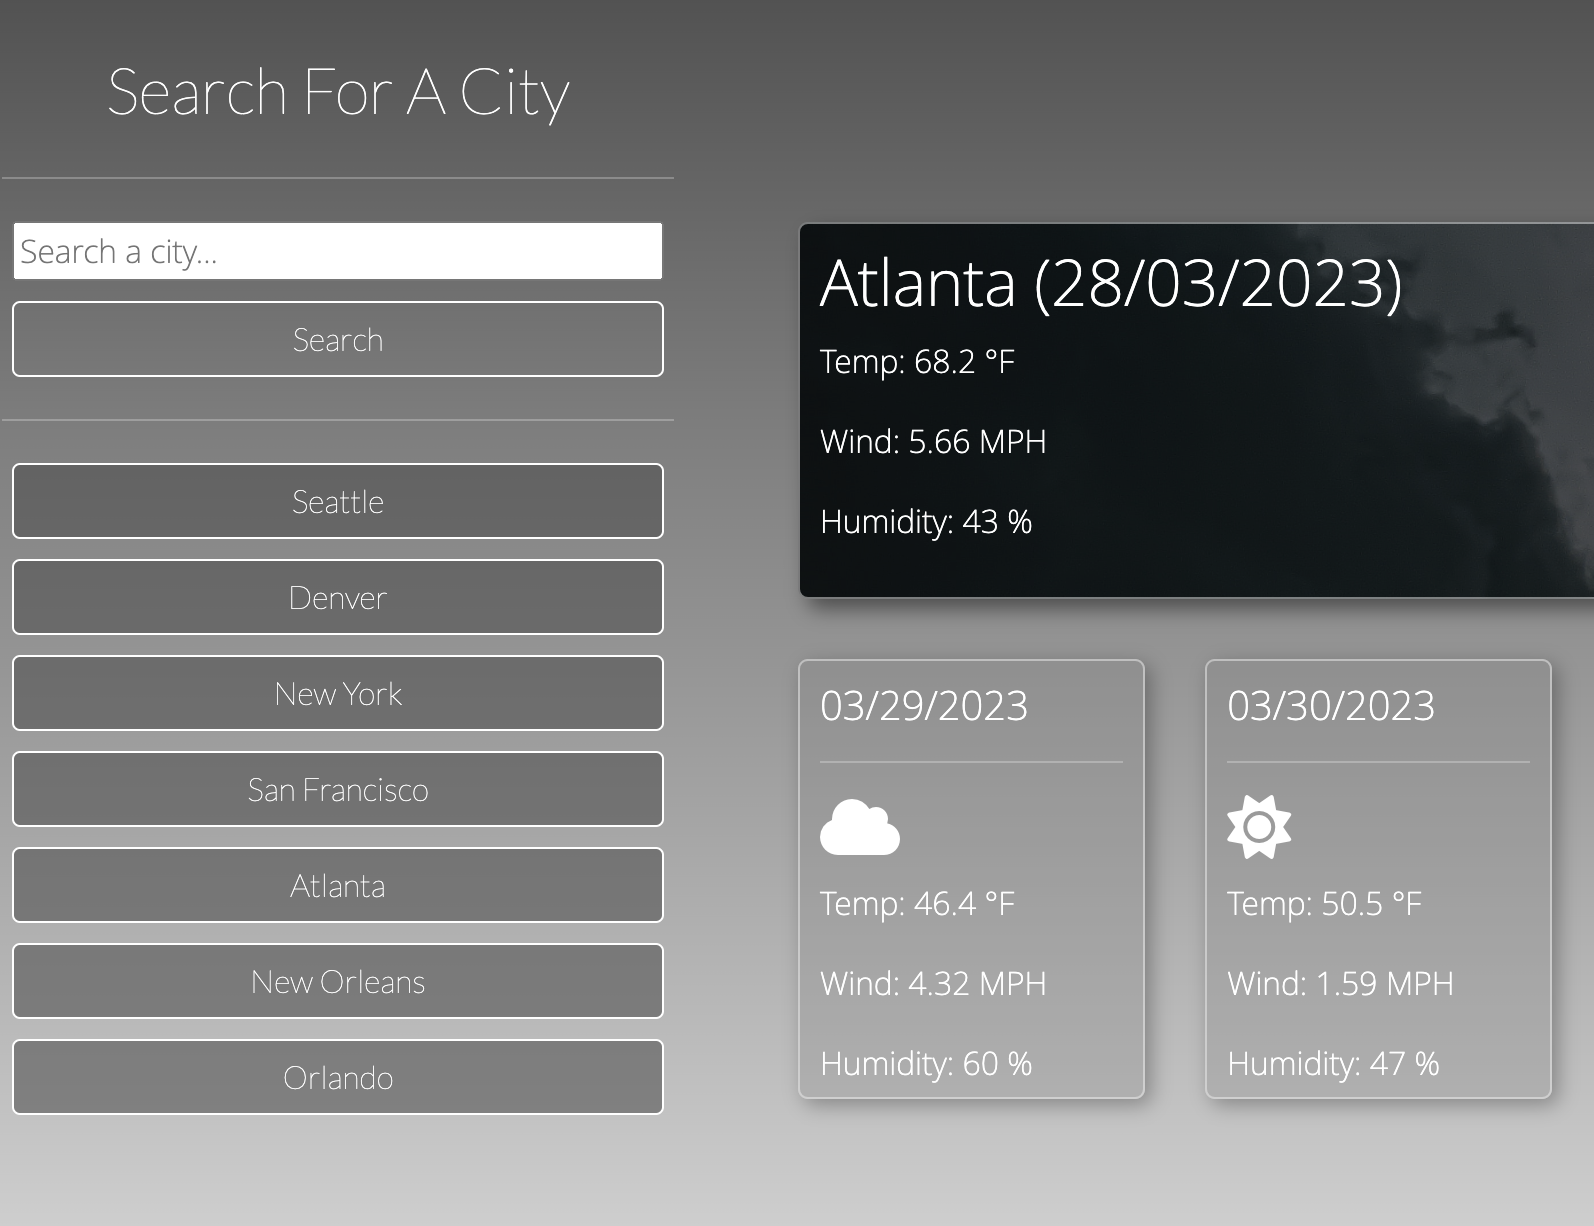 Search For A City
Search a city...
Search
Seattle
Denver
New York
San Francisco
Atlanta
New Orleans
Orlando
Atlanta (28/03/2023)
Temp: 68.2 °F
Wind: 5.66 MPH
Humidity: 43 %
03/29/2023
Temp: 46.4 °F
Wind: 4.32 MPH
Humidity: 60 %
03/30/2023
Temp: 50.5 °F
Wind: 1.59 MPH
Humidity: 47 %